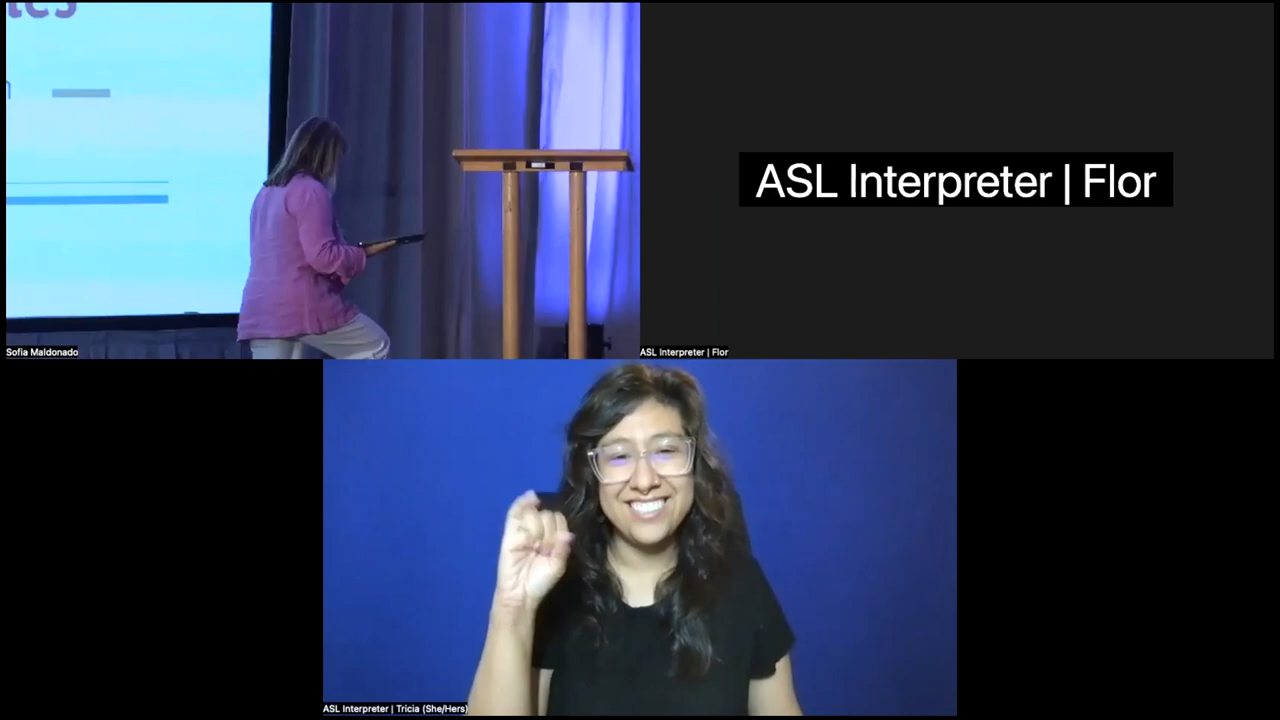 Sofia Maldonado
ASL Interpreter | Flor
ASL Interpreter | Flor
ASL Interpreter | Tricia (She/Hers)